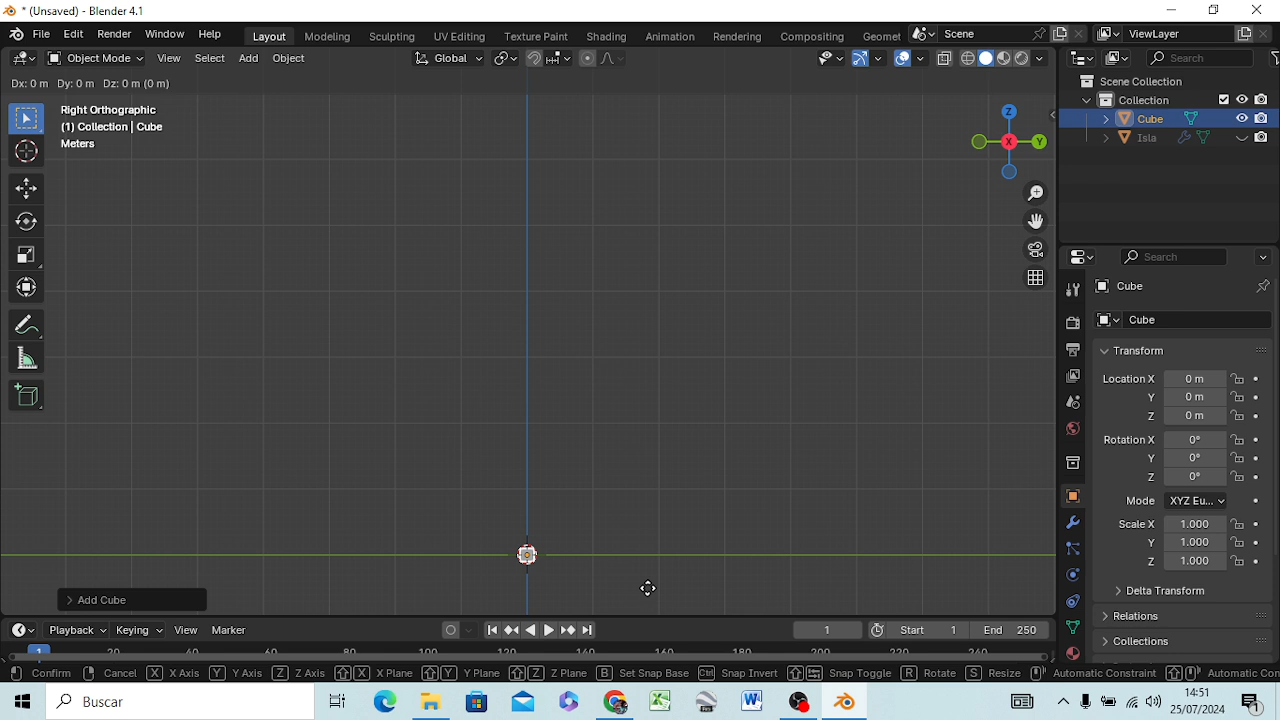 * (Unsaved) - Blender 4.1
File Edit Render Window Help Layout Modeling Sculpting UV Editing Texture Paint Shading Animation Rendering Compositing Geomet Scene ViewLayer
Object Mode View Select Add Object Global Search
Dx: 0 m Dy: 0 m Dz: 0 m (0 m)
Right Orthographic
(1) Collection | Cube
Meters
Z
X
Y
Scene Collection
Collection
Cube
Isla
Search
Cube
Cube
Transform
Location X 0 m
Y 0 m
Z 0 m
Rotation X 0°
Y 0°
Z 0°
Mode XYZ Eu...
Scale X 1.000
Y 1.000
Z 1.000
Delta Transform
Relations
Collections
Add Cube
Playback Keying View Marker 1 Start 1 End 250
1 20 40 60 80 100 120 140 160 180 200 220 240
Confirm Cancel X X Axis Y Y Axis Z Z Axis X X Plane Y Y Plane Z Z Plane B Set Snap Base Ctrl Snap Invert Snap Toggle R Rotate S Resize Automatic Constraint Automatic Con
Buscar
14:51
25/07/2024
1